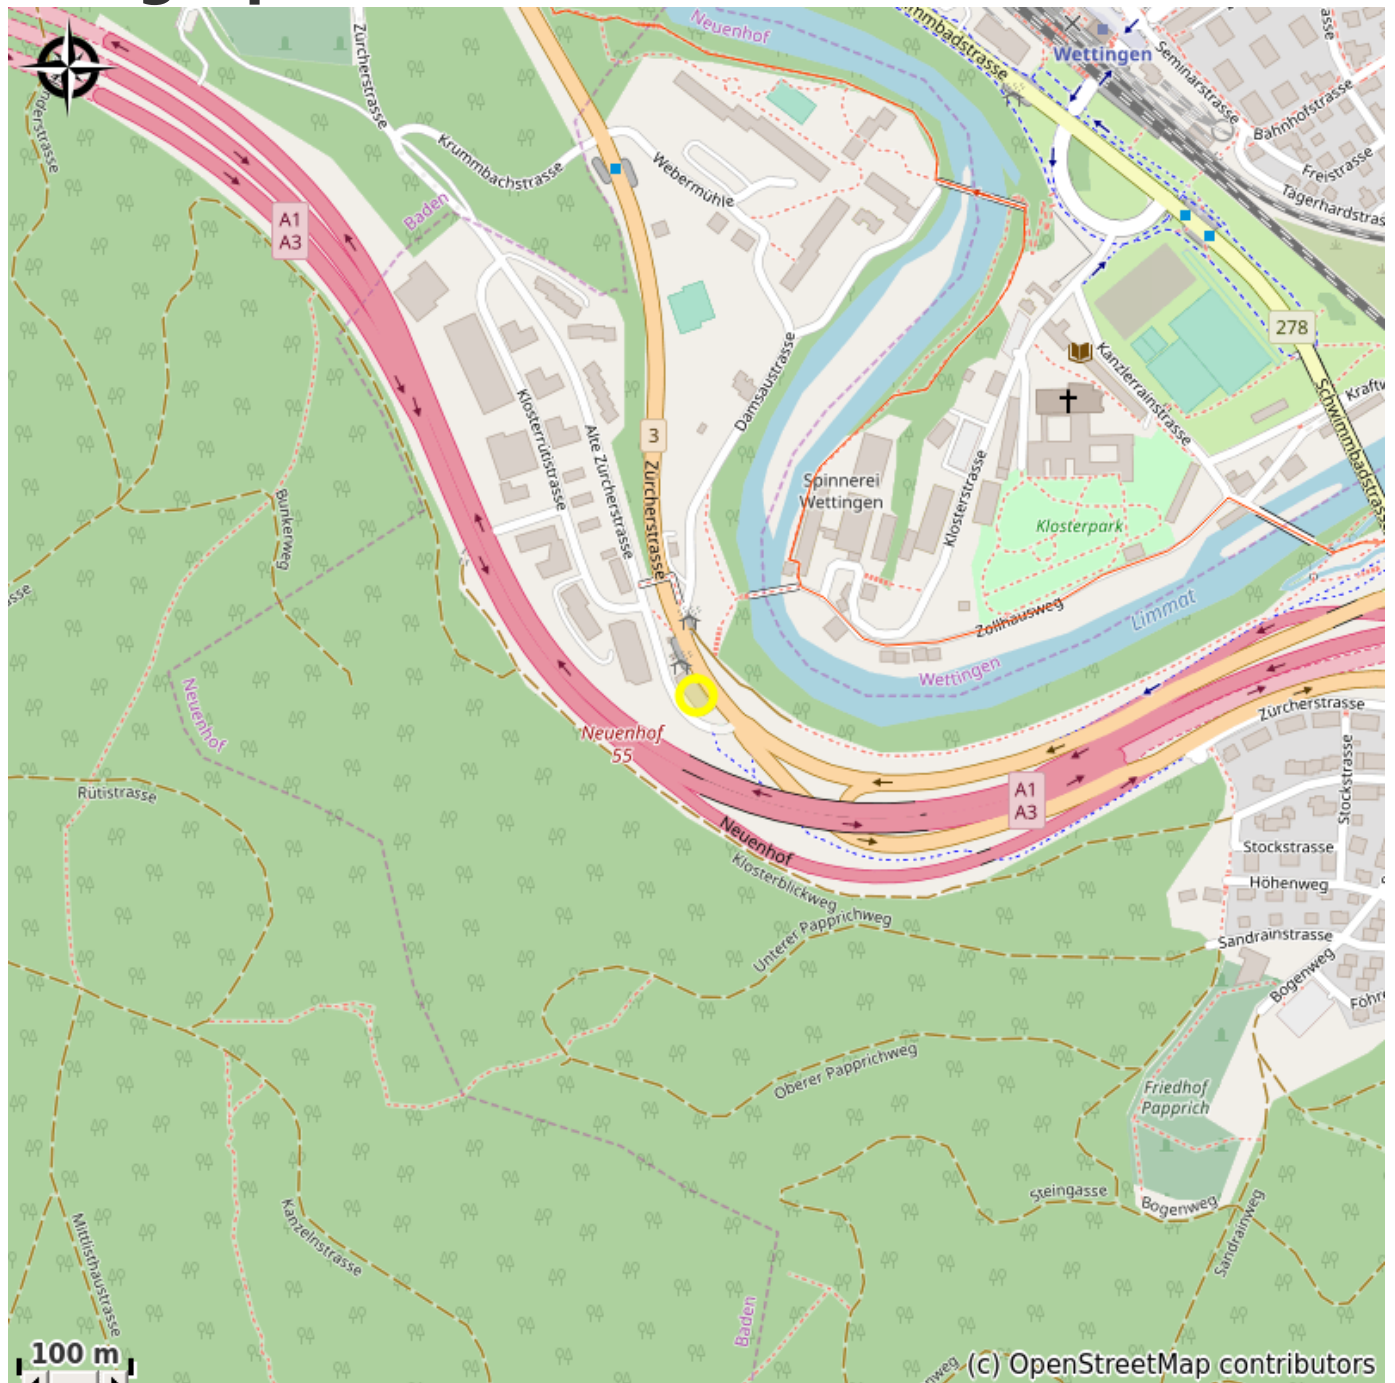 Neuenhof
Wettingen
Zürcherstrasse
Seminarstrasse
Bahnhofstrasse
Freistrasse
Krummbachstrasse
Webermühle
Baden
A1
A3
278
Kanzlerrainstrasse
Damsaustrasse
Klosterrütistrasse
Alte Zürcherstrasse
3
Zürcherstrasse
Spinnerei
Wettingen
Klosterstrasse
Klosterpark
Schwimmbadstrasse
Bunkerweg
Zollhausweg
Limmat
Wettingen
Neuenhof
Neuenhof
55
Zürcherstrasse
Stockstrasse
A1
A3
Rütistrasse
Neuenhof
Klosterblickweg
Stockstrasse
Höhenweg
Unterer Papprichweg
Sandrainstrasse
Bogenweg
Oberer Papprichweg
Friedhof
Papprich
Steingasse
Bogenweg
Sandrainweg
Kanzelnstrasse
Mittlisthaustrasse
Baden
100 m
(c) OpenStreetMap contributors